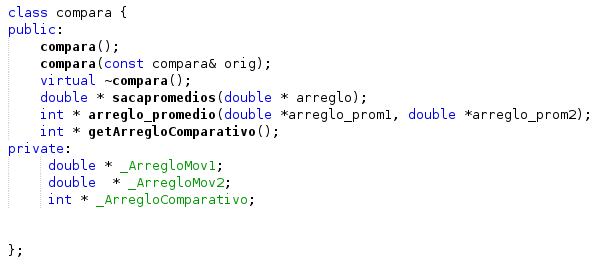 class compara {
public:
    compara();
    compara(const compara& orig);
    virtual ~compara();
    double * sacapromedios(double * arreglo);
    int * arreglo_promedio(double *arreglo_prom1, double *arreglo_prom2);
    int * getArregloComparativo();
private:
     double * _ArregloMov1;
     double  * _ArregloMov2;
     int * _ArregloComparativo;
};